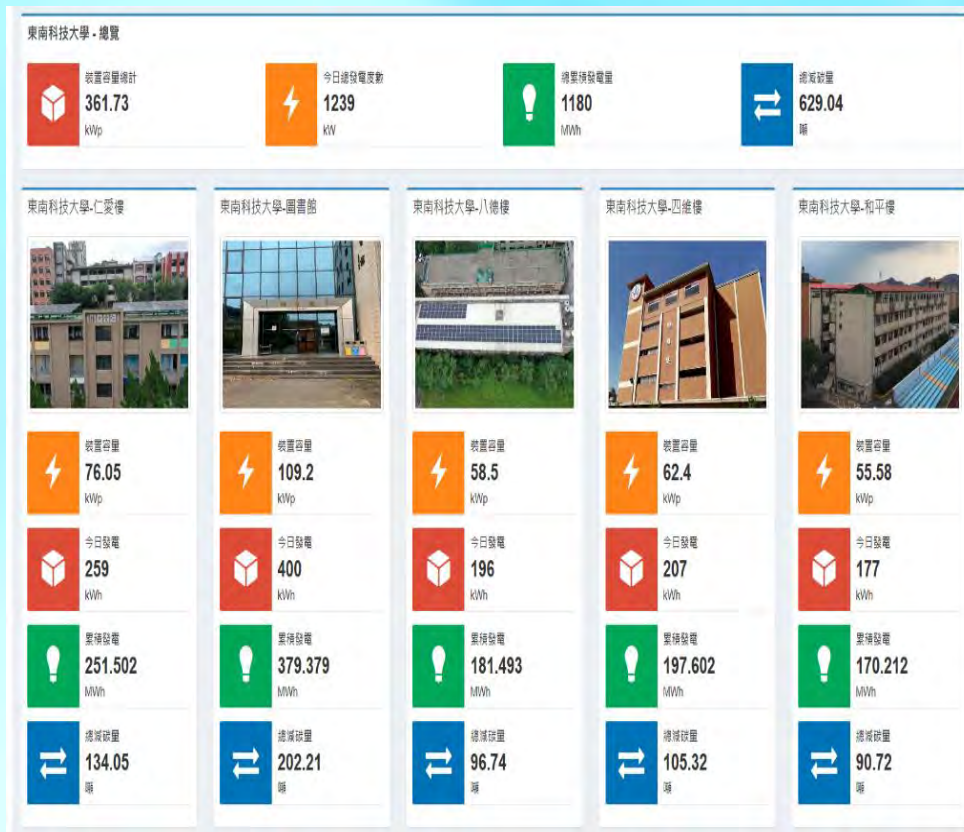 東南科技大學 - 總覽
裝置容量總計
361.73
kWp
今日總發電度數
1239
kW
總累積發電量
1180
MWh
總減碳量
629.04
噸
東南科技大學-仁愛樓
裝置容量
76.05
kWp
今日發電
259
kWh
累積發電
251.502
MWh
總減碳量
134.05
噸
東南科技大學-圖書館
裝置容量
109.2
kWp
今日發電
400
kWh
累積發電
379.379
MWh
總減碳量
202.21
噸
東南科技大學-八德樓
裝置容量
58.5
kWp
今日發電
196
kWh
累積發電
181.493
MWh
總減碳量
96.74
噸
東南科技大學-四維樓
裝置容量
62.4
kWp
今日發電
207
kWh
累積發電
197.602
MWh
總減碳量
105.32
噸
東南科技大學-和平樓
裝置容量
55.58
kWp
今日發電
177
kWh
累積發電
170.212
MWh
總減碳量
90.72
噸